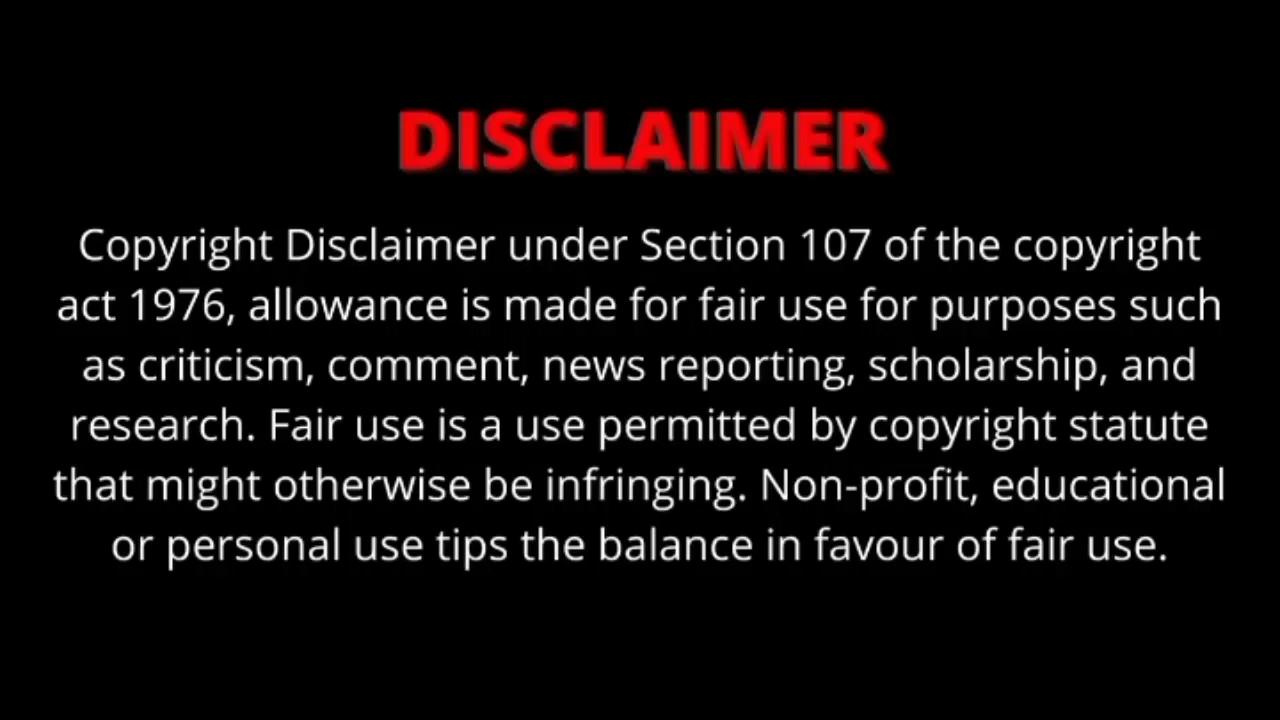 DISCLAIMER
Copyright Disclaimer under Section 107 of the copyright
act 1976, allowance is made for fair use for purposes such
as criticism, comment, news reporting, scholarship, and
research. Fair use is a use permitted by copyright statute
that might otherwise be infringing. Non-profit, educational
or personal use tips the balance in favour of fair use.